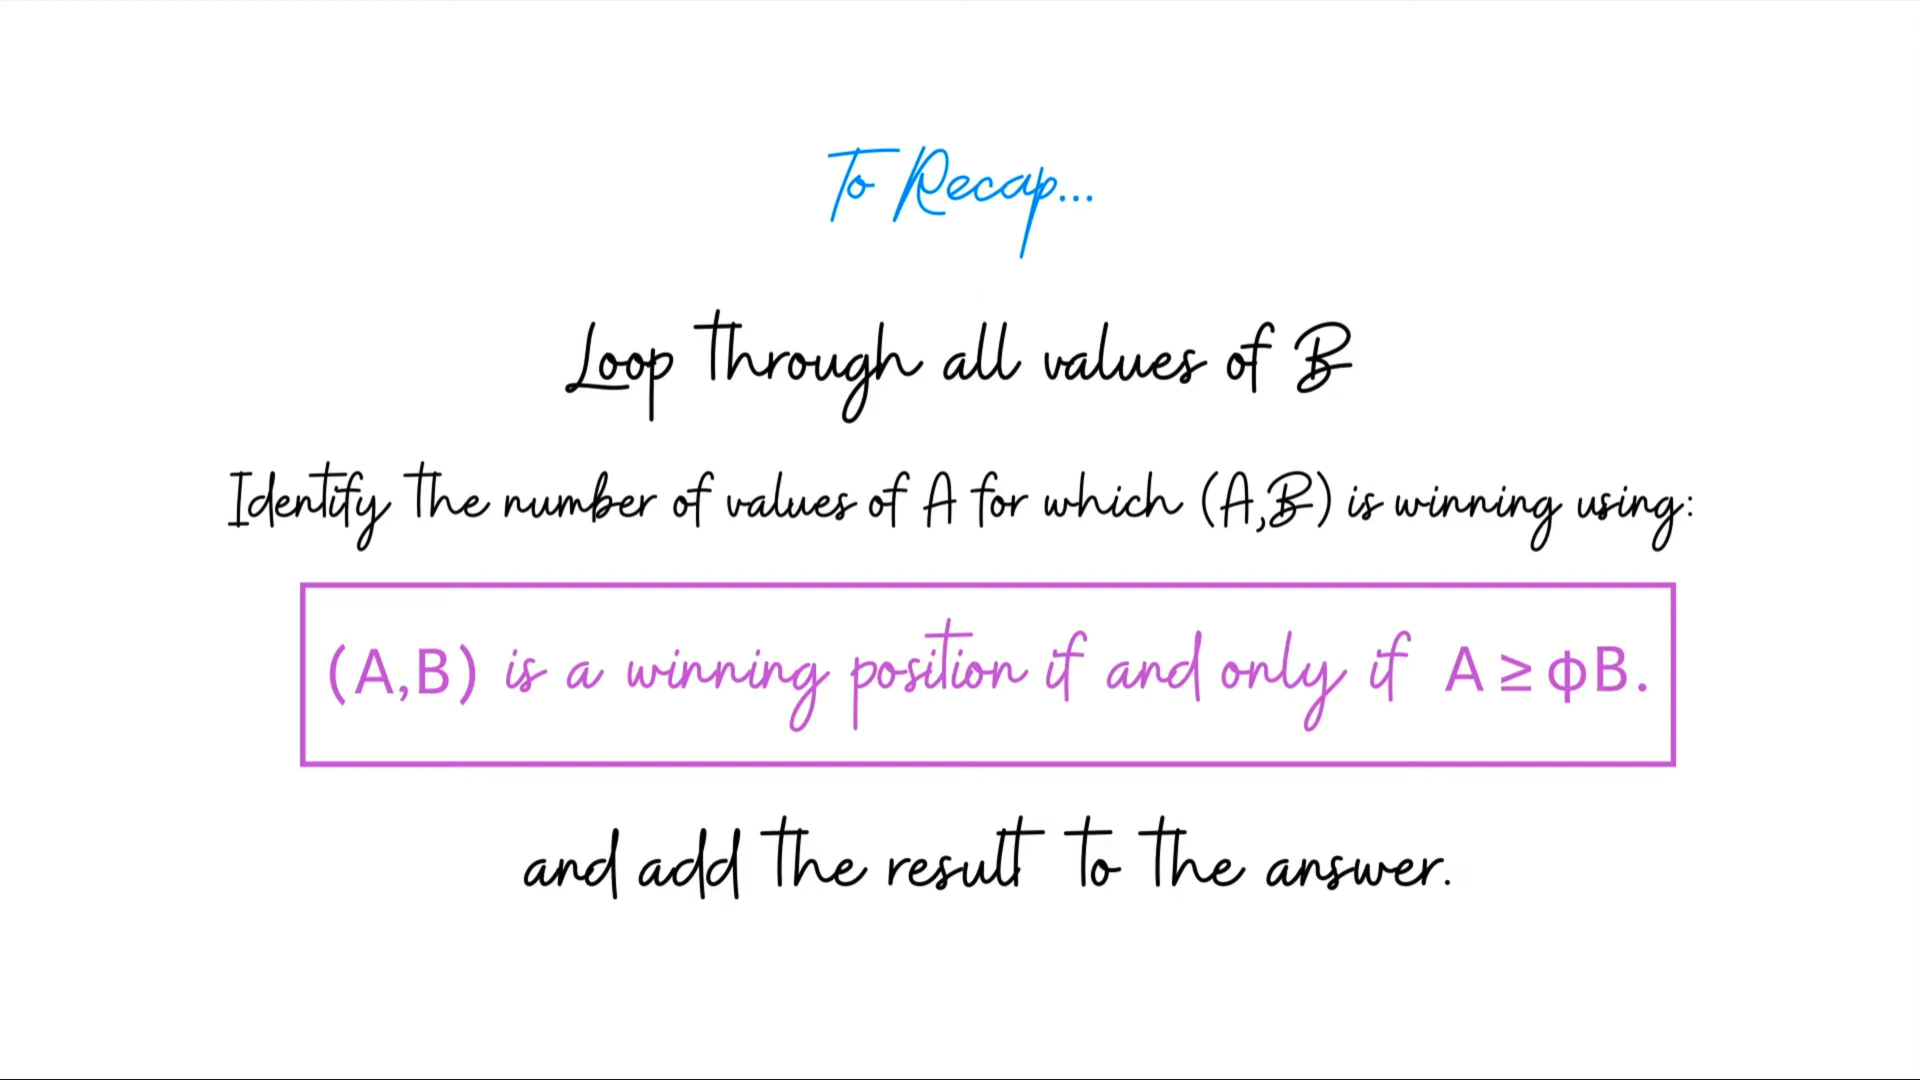 To Recap...
Loop through all values of B
Identify the number of values of A for which (A,B) is winning using:
(A,B) is a winning position if and only if A ≥ ϕB.
and add the result to the answer.